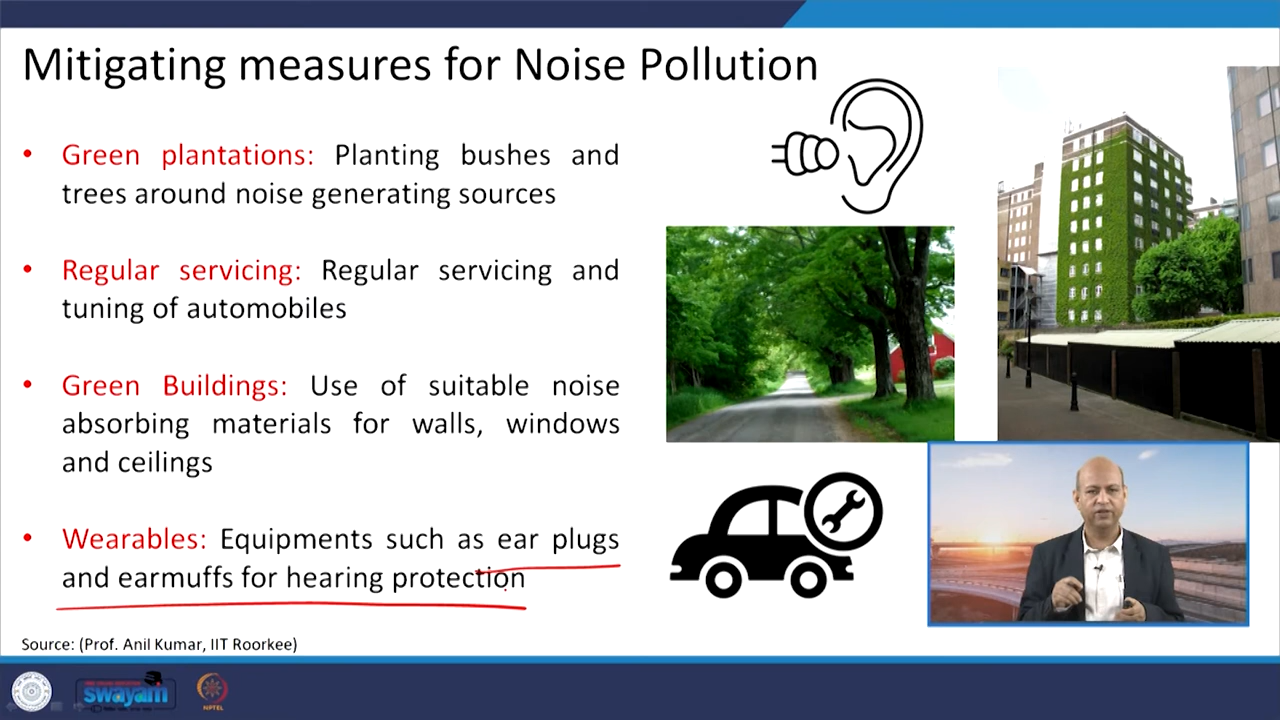 Mitigating measures for Noise Pollution
• Green plantations: Planting bushes and
trees around noise generating sources
• Regular servicing: Regular servicing and
tuning of automobiles
• Green Buildings: Use of suitable noise
absorbing materials for walls, windows
and ceilings
• Wearables: Equipments such as ear plugs
and earmuffs for hearing protection
Source: (Prof. Anil Kumar, IIT Roorkee)
swayam
NPTEL